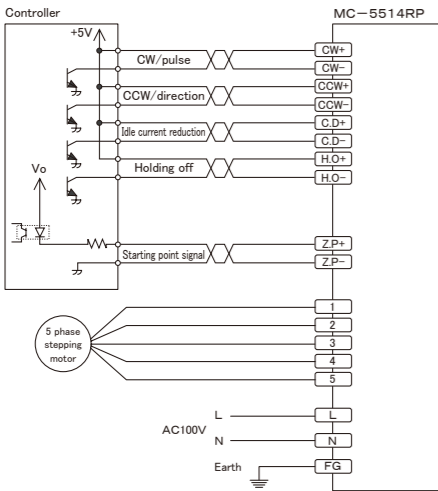 Controller
MC-5514RP
+5V
CW+
CW/pulse
CW-
CCW+
CCW/direction
CCW-
C.D+
Idle current reduction
C.D-
H.O+
Holding off
H.O-
Vo
Z.P+
Starting point signal
Z.P-
5 phase
stepping
motor
1
2
3
4
5
AC100V
L
L
N
N
Earth
FG